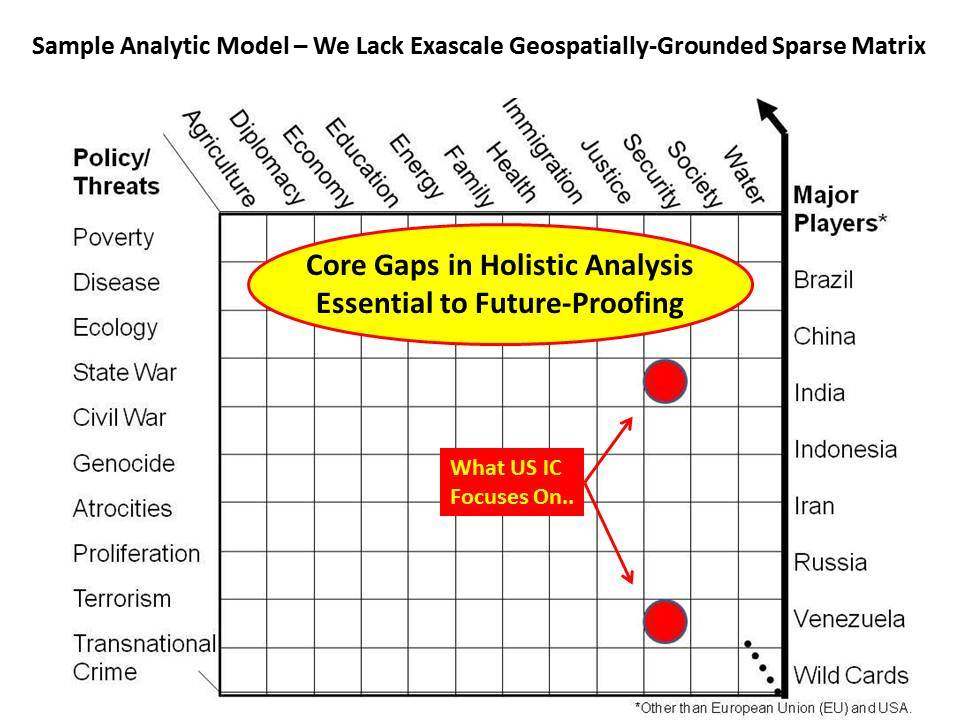 Sample Analytic Model – We Lack Exascale Geospatially-Grounded Sparse Matrix
Policy/
Threats
Agriculture
Diplomacy
Economy
Education
Energy
Family
Health
Immigration
Justice
Security
Society
Water
Major
Players*
Poverty
Disease
Ecology
State War
Civil War
Genocide
Atrocities
Proliferation
Terrorism
Transnational
Crime
Core Gaps in Holistic Analysis
Essential to Future-Proofing
What US IC
Focuses On..
Brazil
China
India
Indonesia
Iran
Russia
Venezuela
Wild Cards
*Other than European Union (EU) and USA.